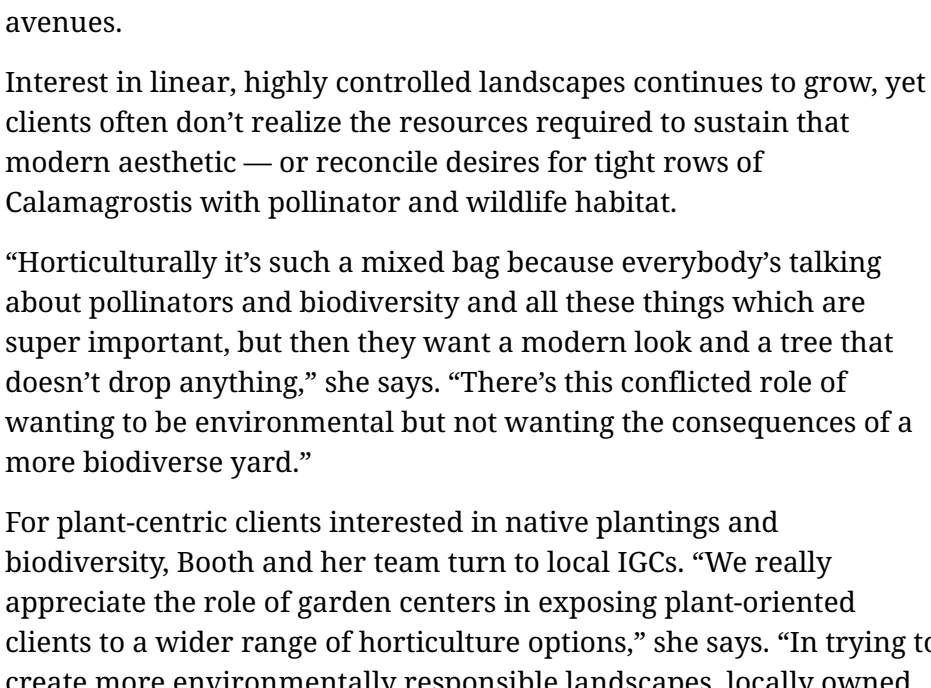 avenues.
Interest in linear, highly controlled landscapes continues to grow, yet
clients often don’t realize the resources required to sustain that
modern aesthetic — or reconcile desires for tight rows of
Calamagrostis with pollinator and wildlife habitat.
“Horticulturally it’s such a mixed bag because everybody’s talking
about pollinators and biodiversity and all these things which are
super important, but then they want a modern look and a tree that
doesn’t drop anything,” she says. “There’s this conflicted role of
wanting to be environmental but not wanting the consequences of a
more biodiverse yard.”
For plant-centric clients interested in native plantings and
biodiversity, Booth and her team turn to local IGCs. “We really
appreciate the role of garden centers in exposing plant-oriented
clients to a wider range of horticulture options,” she says. “In trying to
create more environmentally responsible landscapes, locally owned